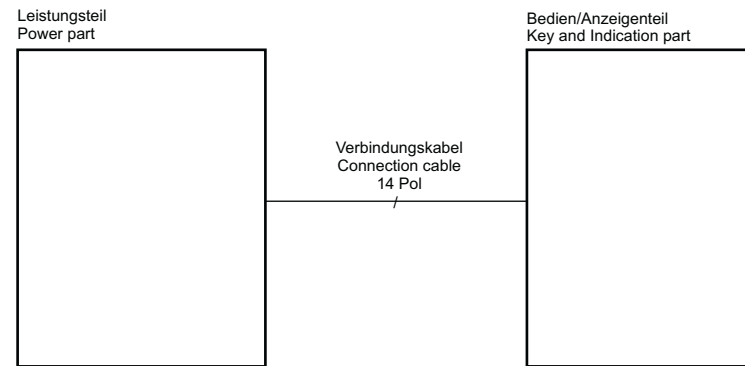 Leistungsteil
Power part
Bedien/Anzeigenteil
Key and Indication part
Verbindungskabel
Connection cable
14 Pol